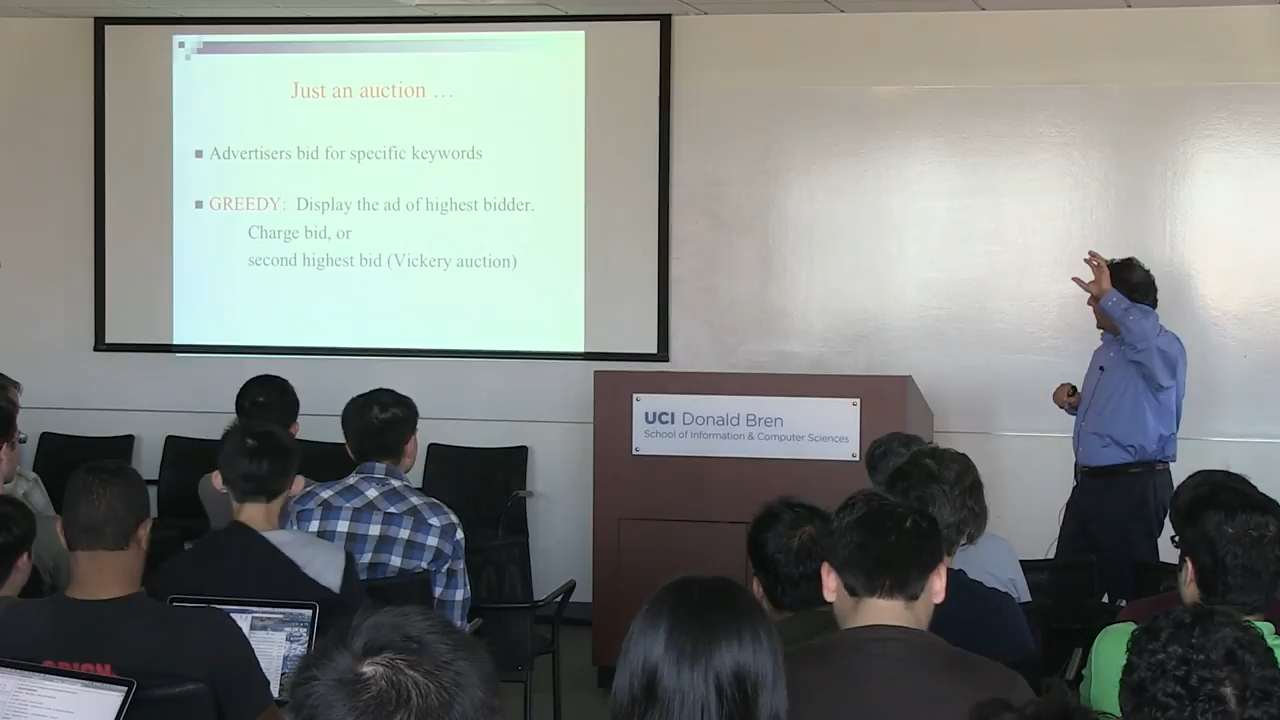 Just an auction …
Advertisers bid for specific keywords
GREEDY: Display the ad of highest bidder.
Charge bid, or
second highest bid (Vickery auction)
UCI Donald Bren
School of Information & Computer Sciences